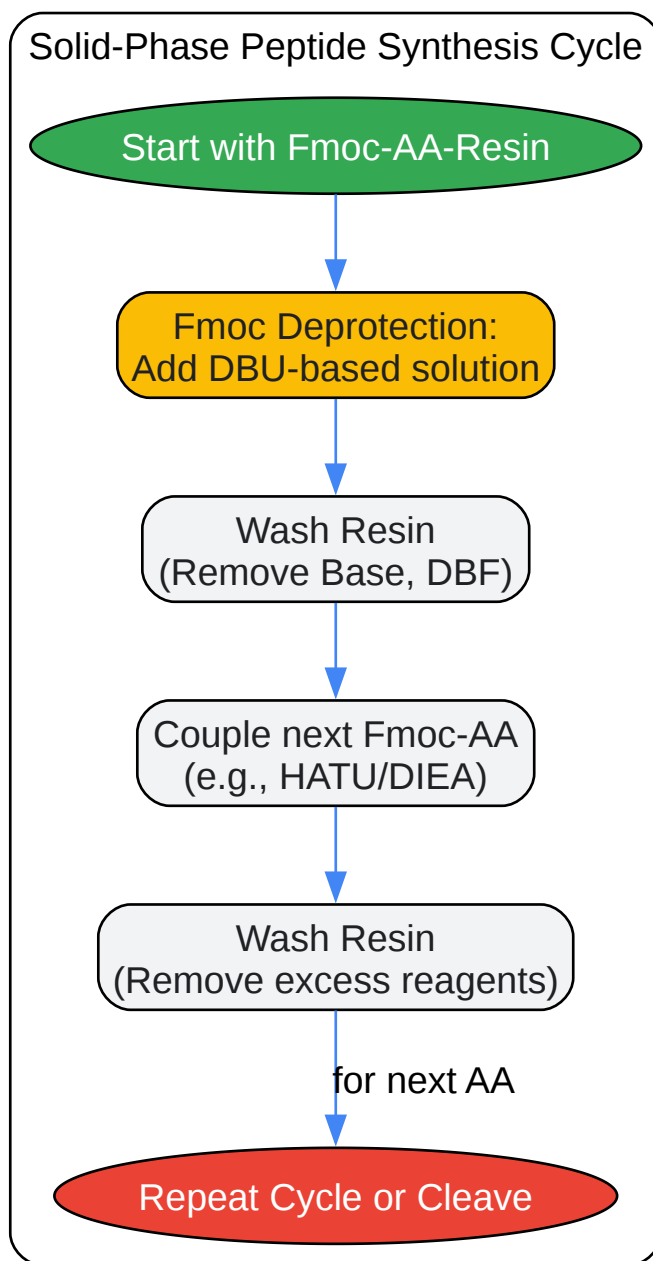 Solid-Phase Peptide Synthesis Cycle
Start with Fmoc-AA-Resin
Fmoc Deprotection:
Add DBU-based solution
Wash Resin
(Remove Base, DBF)
Couple next Fmoc-AA
(e.g., HATU/DIEA)
Wash Resin
(Remove excess reagents)
for next AA
Repeat Cycle or Cleave